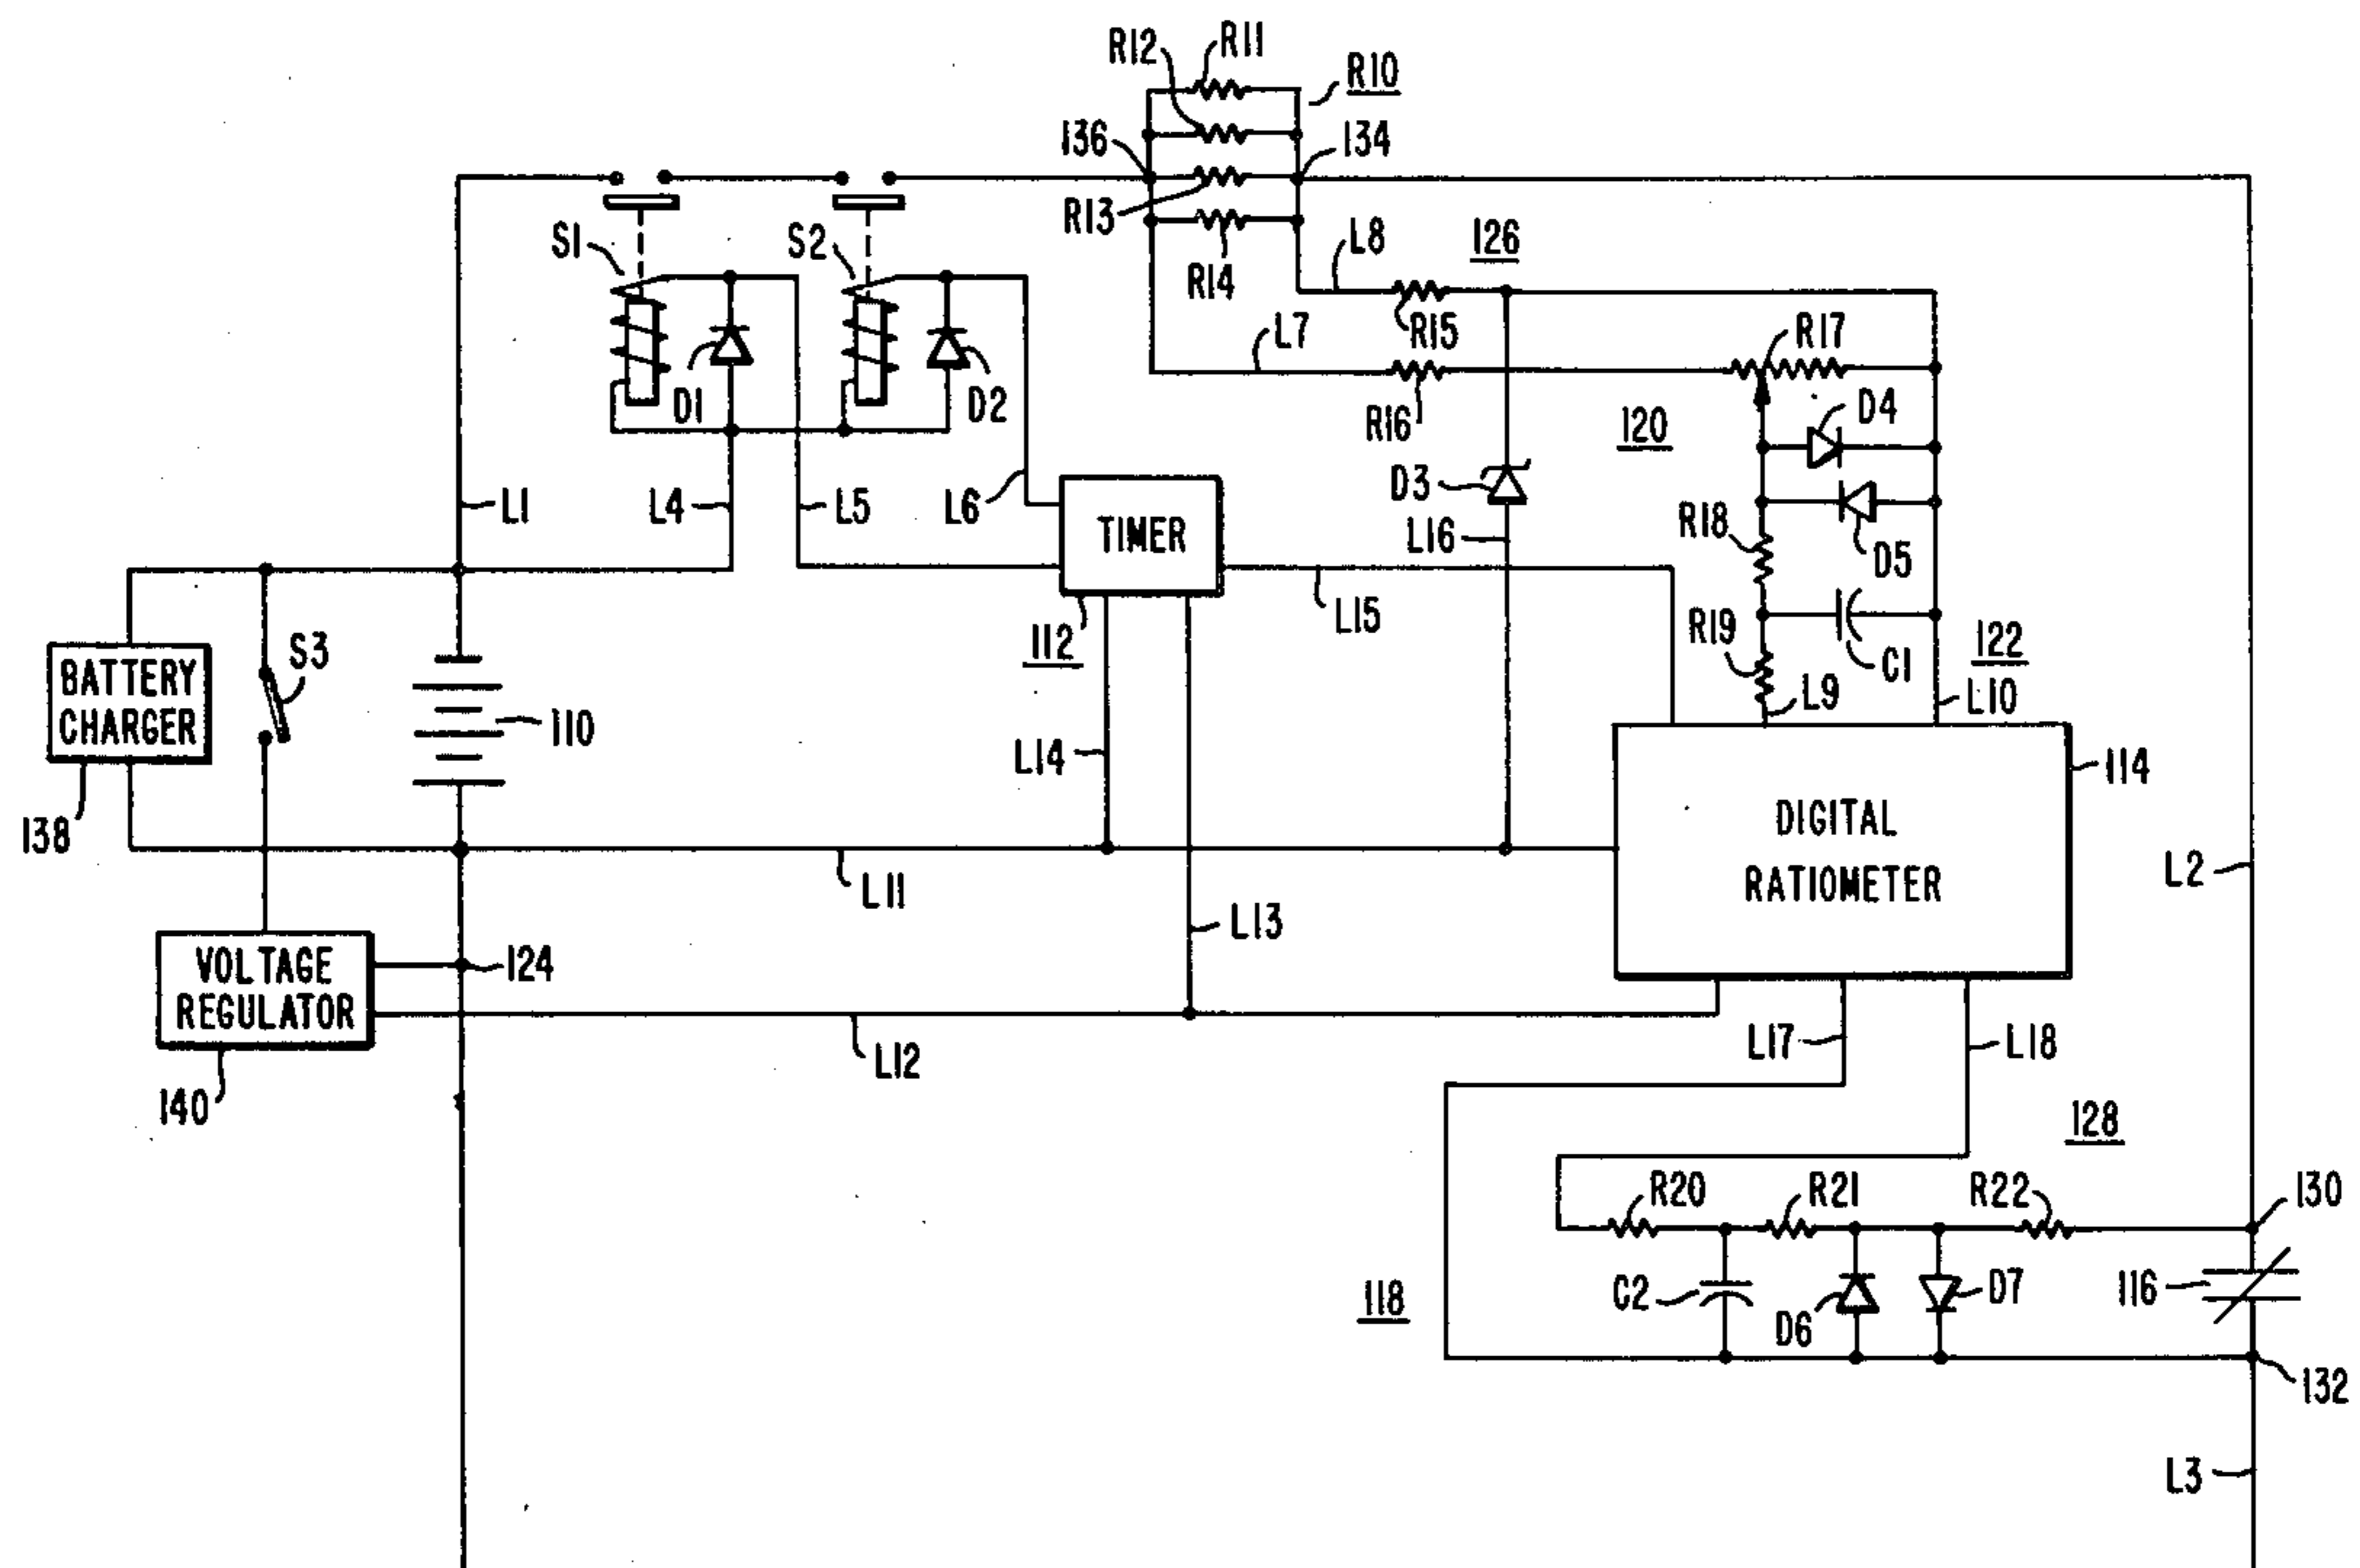 R12
R11
R10
136
134
R13
R14
L8
126
S1
S2
R15
L7
R17
D1
D2
R16
120
D4
D3
L1
L4
L5
L6
TIMER
L16
R18
D5
L15
112
R19
C1
122
S3
BATTERY
CHARGER
110
L9
L10
L14
114
138
DIGITAL
RATIOMETER
L11
L2
L13
VOLTAGE
REGULATOR
124
L12
L17
L18
140
128
R20
R21
R22
130
118
C2
D6
D7
116
132
L3